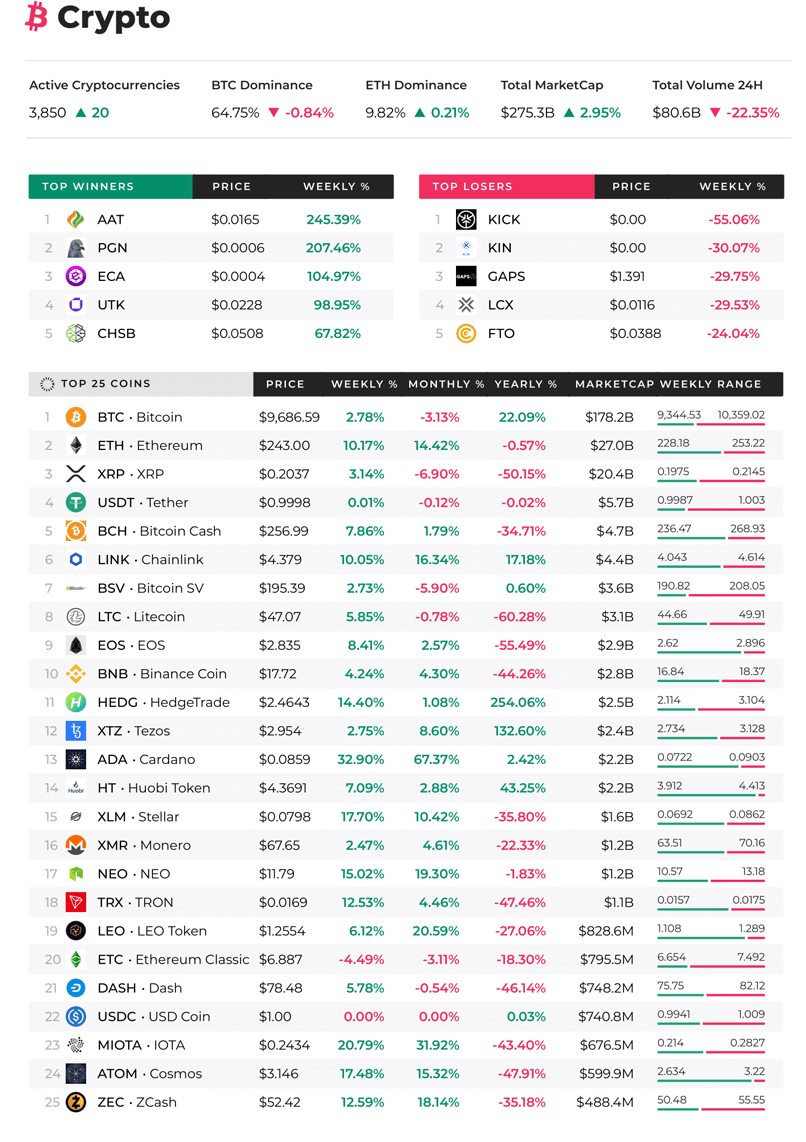 Crypto
Active Cryptocurrencies BTC Dominance ETH Dominance Total MarketCap Total Volume 24H
3,850 ▲ 20 64.75% ▼ -0.84% 9.82% ▲ 0.21% $275.3B ▲ 2.95% $80.6B ▼ -22.35%
TOP WINNERS PRICE WEEKLY %
1 AAT $0.0165 245.39%
2 PGN $0.0006 207.46%
3 ECA $0.0004 104.97%
4 UTK $0.0228 98.95%
5 CHSB $0.0508 67.82%
TOP LOSERS PRICE WEEKLY %
1 KICK $0.00 -55.06%
2 KIN $0.00 -30.07%
3 GAPS $1.391 -29.75%
4 LCX $0.0116 -29.53%
5 FTO $0.0388 -24.04%
TOP 25 COINS PRICE WEEKLY % MONTHLY % YEARLY % MARKETCAP WEEKLY RANGE
1 BTC · Bitcoin $9,686.59 2.78% -3.13% 22.09% $178.2B 9,344.53 10,359.02
2 ETH · Ethereum $243.00 10.17% 14.42% -0.57% $27.0B 228.18 253.22
3 XRP · XRP $0.2037 3.14% -6.90% -50.15% $20.4B 0.1975 0.2145
4 USDT · Tether $0.9998 0.01% -0.12% -0.02% $5.7B 0.9987 1.003
5 BCH · Bitcoin Cash $256.99 7.86% 1.79% -34.71% $4.7B 236.47 268.93
6 LINK · Chainlink $4.379 10.05% 16.34% 17.18% $4.4B 4.043 4.614
7 BSV · Bitcoin SV $195.39 2.73% -5.90% 0.60% $3.6B 190.82 208.05
8 LTC · Litecoin $47.07 5.85% -0.78% -60.28% $3.1B 44.66 49.91
9 EOS · EOS $2.835 8.41% 2.57% -55.49% $2.9B 2.62 2.896
10 BNB · Binance Coin $17.72 4.24% 4.30% -44.26% $2.8B 16.84 18.37
11 HEDG · HedgeTrade $2.4643 14.40% 1.08% 254.06% $2.5B 2.114 3.104
12 XTZ · Tezos $2.954 2.75% 8.60% 132.60% $2.4B 2.734 3.128
13 ADA · Cardano $0.0859 32.90% 67.37% 2.42% $2.2B 0.0722 0.0903
14 Huobi HT · Huobi Token $4.3691 7.09% 2.88% 43.25% $2.2B 3.912 4.413
15 XLM · Stellar $0.0798 17.70% 10.42% -35.80% $1.6B 0.0692 0.0862
16 XMR · Monero $67.65 2.47% 4.61% -22.33% $1.2B 63.51 70.16
17 NEO · NEO $11.79 15.02% 19.30% -1.83% $1.2B 10.57 13.18
18 TRX · TRON $0.0169 12.53% 4.46% -47.46% $1.1B 0.0157 0.0175
19 LEO · LEO Token $1.2554 6.12% 20.59% -27.06% $828.6M 1.108 1.289
20 ETC · Ethereum Classic $6.887 -4.49% -3.11% -18.30% $795.5M 6.654 7.492
21 DASH · Dash $78.48 5.78% -0.54% -46.14% $748.2M 75.75 82.12
22 USDC · USD Coin $1.00 0.00% 0.00% 0.03% $740.8M 0.9941 1.009
23 MIOTA · IOTA $0.2434 20.79% 31.92% -43.40% $676.5M 0.214 0.2827
24 ATOM · Cosmos $3.146 17.48% 15.32% -47.91% $599.9M 2.634 3.22
25 ZEC · ZCash $52.42 12.59% 18.14% -35.18% $488.4M 50.48 55.55